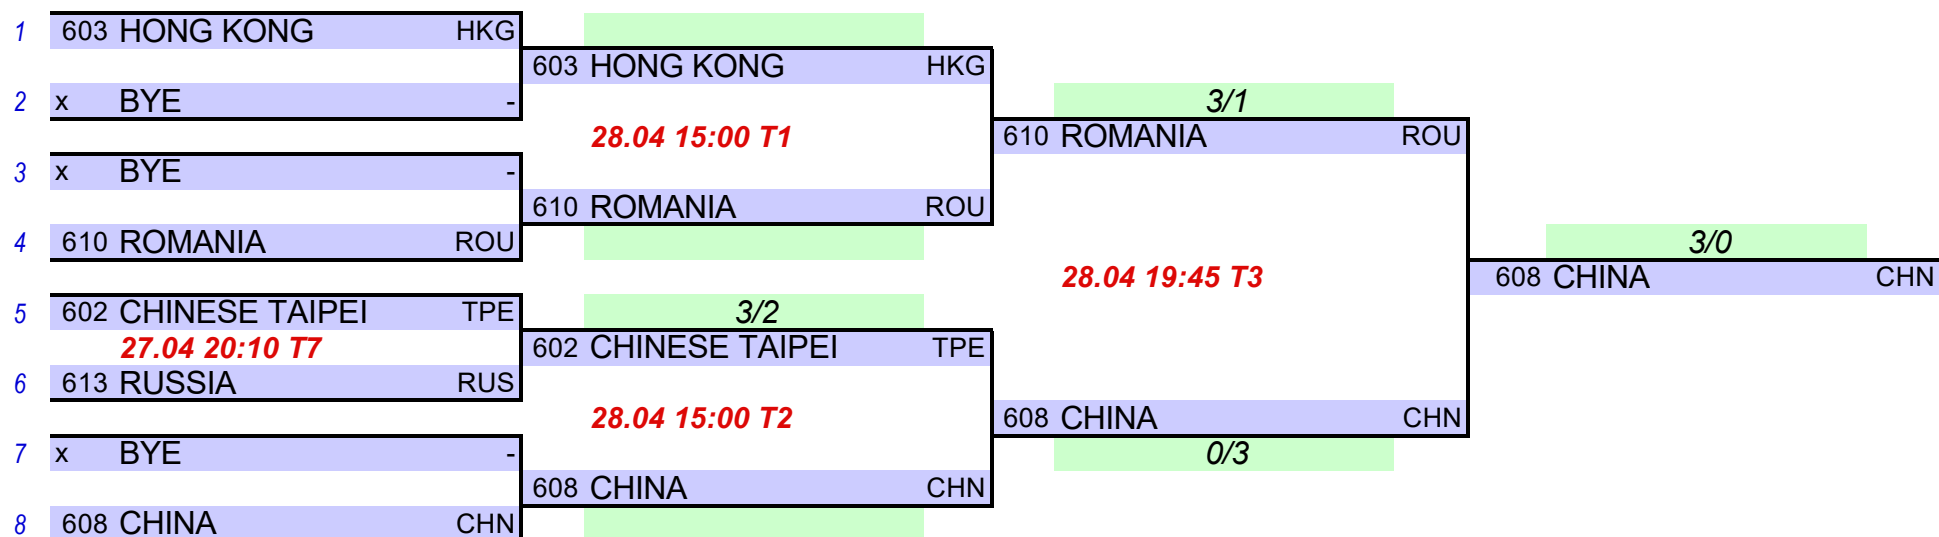 1 603 HONG KONG HKG
603 HONG KONG HKG
2 x BYE - 3/1
28.04 15:00 T1 610 ROMANIA ROU
3 x BYE -
610 ROMANIA ROU
4 610 ROMANIA ROU 3/0
28.04 19:45 T3 608 CHINA CHN
5 602 CHINESE TAIPEI TPE 3/2
27.04 20:10 T7 602 CHINESE TAIPEI TPE
6 613 RUSSIA RUS
28.04 15:00 T2 608 CHINA CHN
7 x BYE - 0/3
608 CHINA CHN
8 608 CHINA CHN